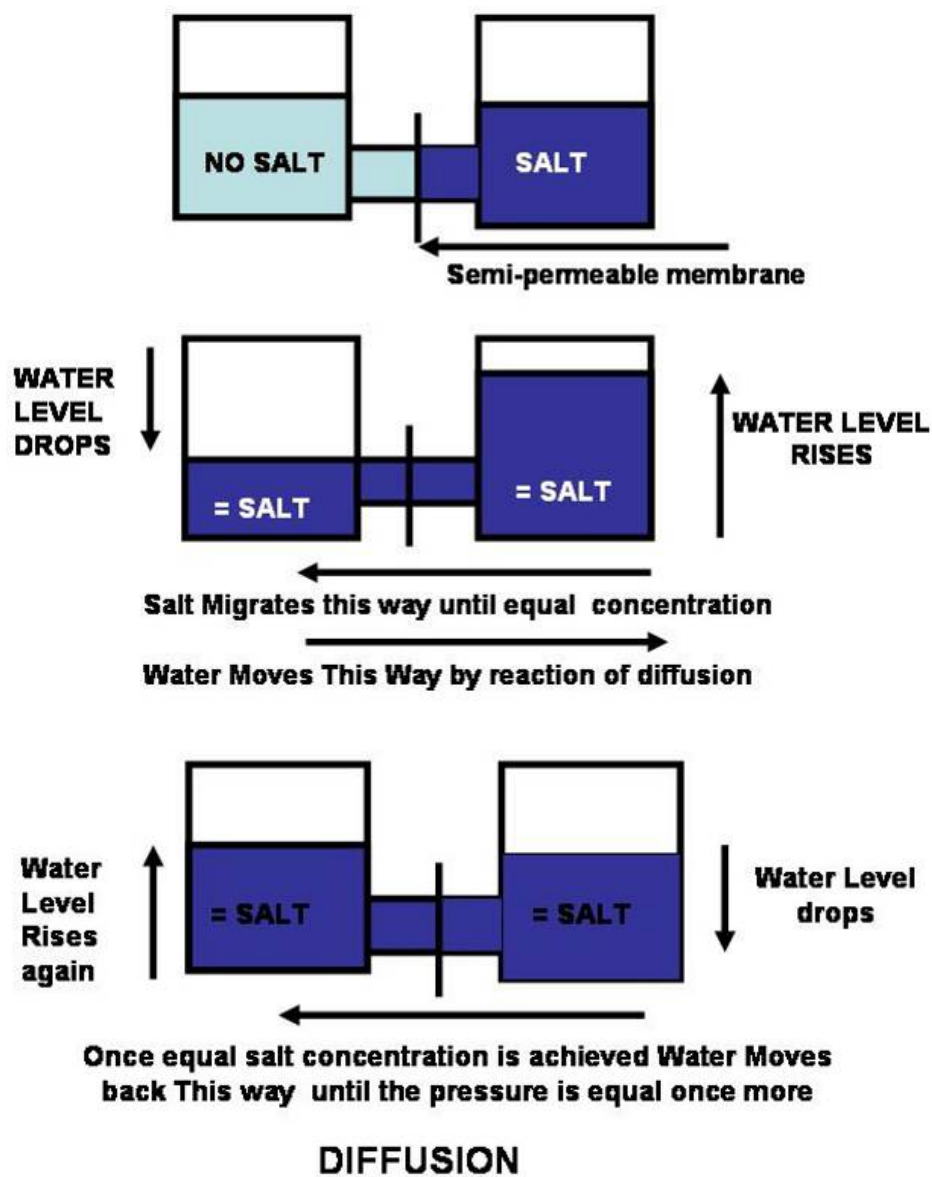 NO SALT
SALT
Semi-permeable membrane
WATER
LEVEL
DROPS
= SALT
= SALT
WATER LEVEL
RISES
Salt Migrates this way until equal concentration
Water Moves This Way by reaction of diffusion
Water
Level
Rises
again
= SALT
= SALT
Water Level
drops
Once equal salt concentration is achieved Water Moves
back This way until the pressure is equal once more
DIFFUSION